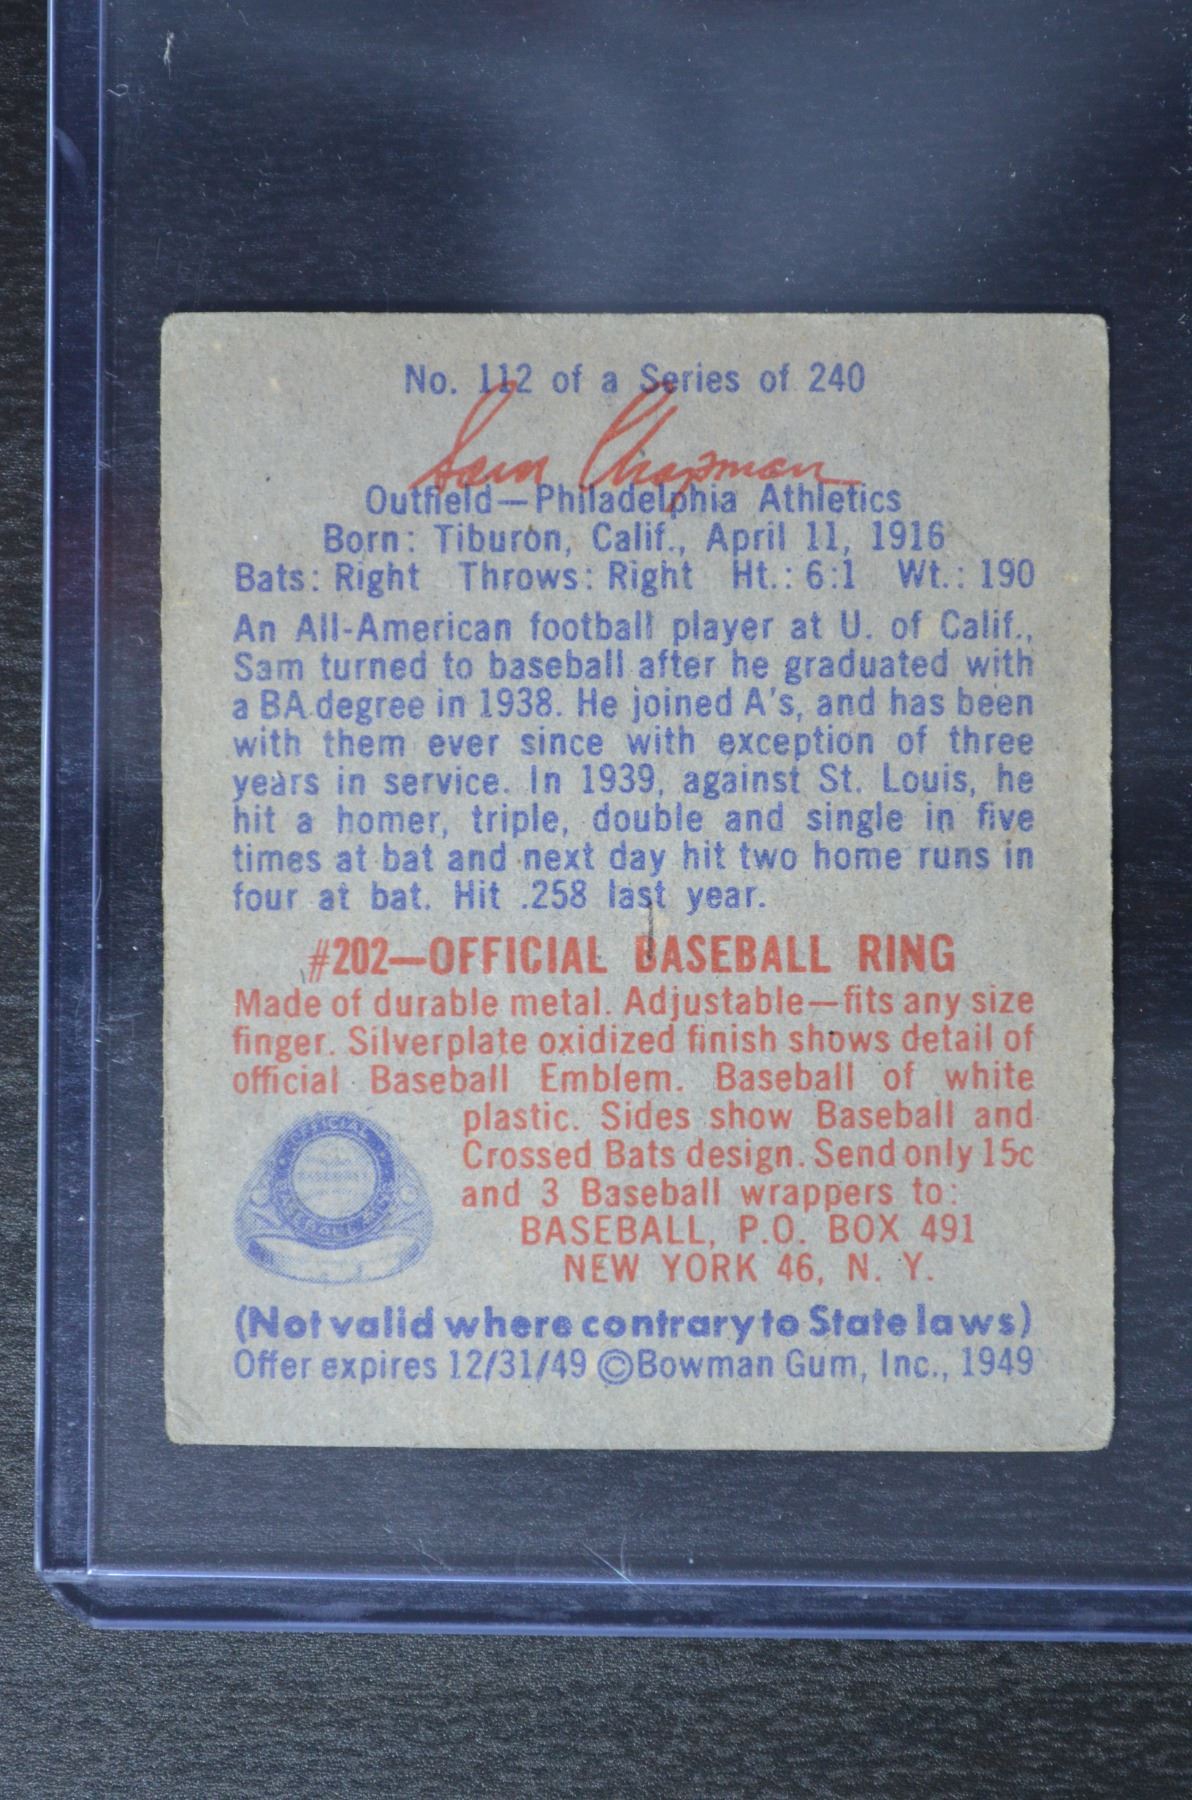 No. 112 of a Series of 240
Sam Chapman
Outfield—Philadelphia Athletics
Born: Tiburon, Calif., April 11, 1916
Bats: Right Throws: Right Ht.: 6:1 Wt.: 190
An All-American football player at U. of Calif.,
Sam turned to baseball after he graduated with
a BA degree in 1938. He joined A's, and has been
with them ever since with exception of three
years in service. In 1939, against St. Louis, he
hit a homer, triple, double and single in five
times at bat and next day hit two home runs in
four at bat. Hit .258 last year.
#202—OFFICIAL BASEBALL RING
Made of durable metal. Adjustable—fits any size
finger. Silverplate oxidized finish shows detail of
official Baseball Emblem. Baseball of white
plastic. Sides show Baseball and
Crossed Bats design. Send only 15c
and 3 Baseball wrappers to:
BASEBALL, P.O. BOX 491
NEW YORK 46, N. Y.
OFFICIAL
(Not valid where contrary to State laws)
Offer expires 12/31/49 ©Bowman Gum, Inc., 1949